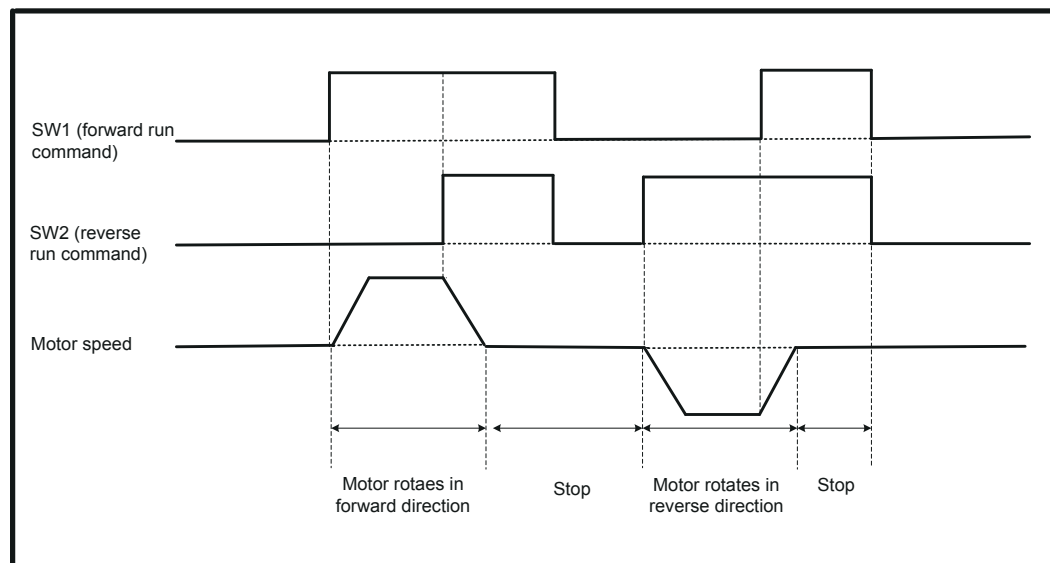 SW1 (forward run
command)
SW2 (reverse
run command)
Motor speed
Motor rotaes in
forward direction
Stop
Motor rotates in
reverse direction
Stop